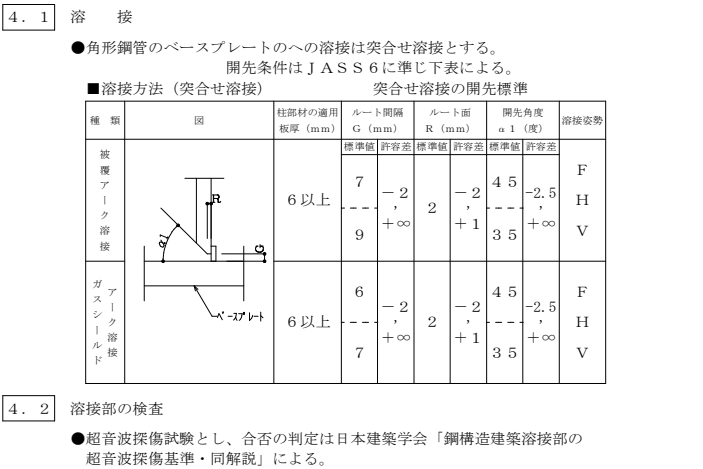 ４．１ 溶　接
●角形鋼管のベースプレートのへの溶接は突合せ溶接とする。
開先条件はＪＡＳＳ６に準じ下表による。
■溶接方法（突合せ溶接） 突合せ溶接の開先標準
種　類 図 柱部材の適用板厚（mm） ルート間隔 Ｇ（mm） ルート面 Ｒ（mm） 開先角度 α１（度） 溶接姿勢
標準値 許容差 標準値 許容差 標準値 許容差
被覆アーク溶接 ６以上 ７ ９ －２，＋∞ ２ －２，＋１ ４５ ３５ -2.5，＋∞ Ｆ Ｈ Ｖ
R
α1
G
ベースプレート
ガスシールドアーク溶接 ６以上 ６ ７ －２，＋∞ ２ －２，＋１ ４５ ３５ -2.5，＋∞ Ｆ Ｈ Ｖ
４．２ 溶接部の検査
●超音波探傷試験とし、合否の判定は日本建築学会「鋼構造建築溶接部の
超音波探傷基準・同解説」による。